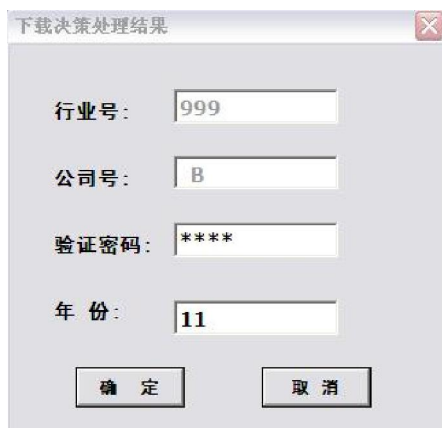 下载决策处理结果
行业号: 999
公司号: B
验证密码: ****
年 份: 11
确 定 取 消